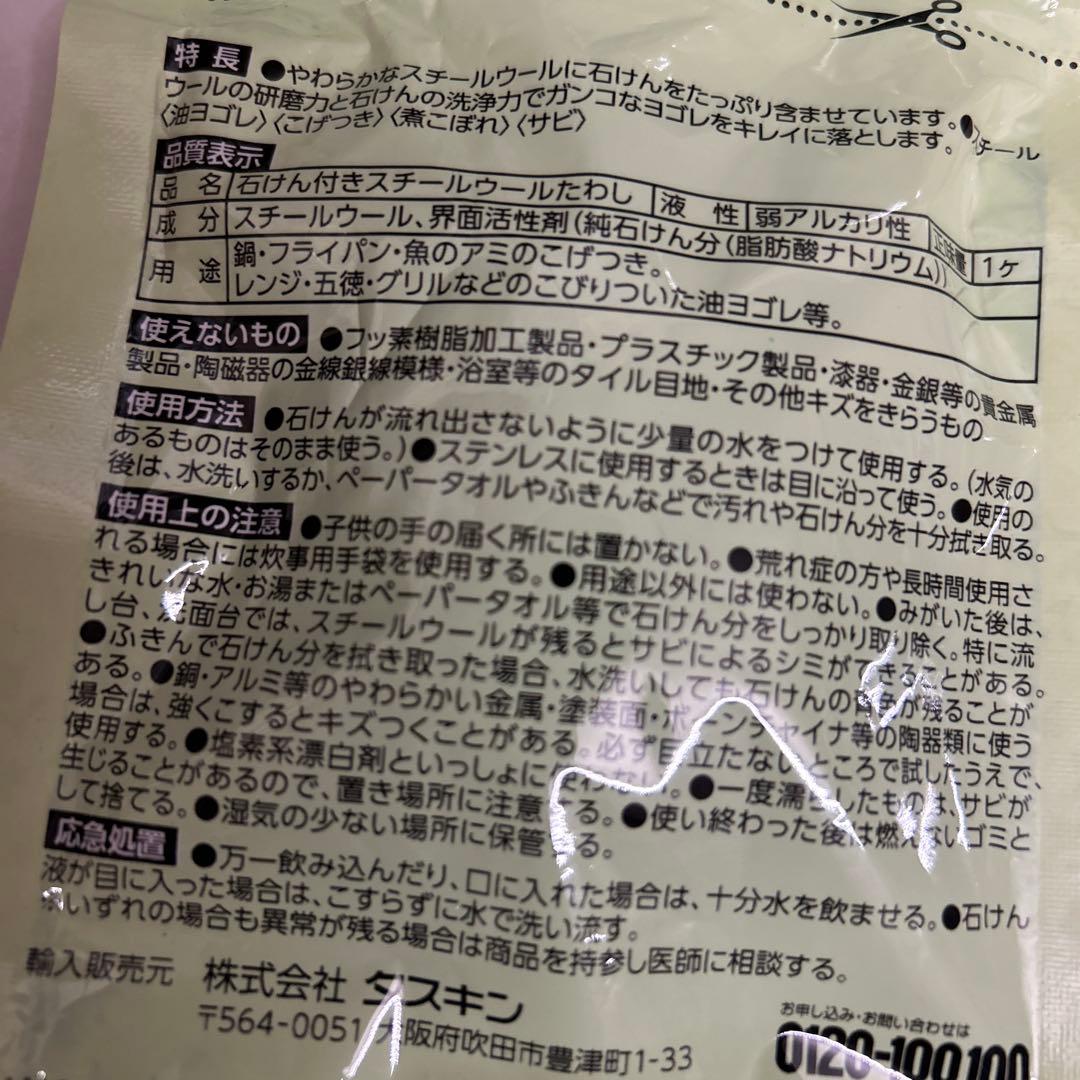 特長 ●やわらかなスチールウールに石けんをたっぷり含ませています。●スチール
ウールの研磨力と石けんの洗浄力でガンコなヨゴレをキレイに落とします。
〈油ヨゴレ〉〈こげつき〉〈煮こぼれ〉〈サビ〉
品質表示
品名 石けん付きスチールウールたわし 液性 弱アルカリ性 正味量 1ヶ
成分 スチールウール、界面活性剤(純石けん分(脂肪酸ナトリウム))
用途 鍋・フライパン・魚のアミのこげつき。
レンジ・五徳・グリルなどのこびりついた油ヨゴレ等。
使えないもの ●フッ素樹脂加工製品・プラスチック製品・漆器・金銀等の貴金属
製品・陶磁器の金線銀線模様・浴室等のタイル目地・その他キズをきらうもの
使用方法 ●石けんが流れ出さないように少量の水をつけて使用する。(水気の
あるものはそのまま使う。)●ステンレスに使用するときは目に沿って使う。●使用の
後は、水洗いするか、ペーパータオルやふきんなどで汚れや石けん分を十分拭き取る。
使用上の注意 ●子供の手の届く所には置かない。●荒れ症の方や長時間使用さ
れる場合には炊事用手袋を使用する。●用途以外には使わない。●みがいた後は、
きれいな水・お湯またはペーパータオル等で石けん分をしっかり取り除く。特に流
し台、洗面台では、スチールウールが残るとサビによるシミができることがある。
●ふきんで石けん分を拭き取った場合、水洗いしても石けんの色が残ることが
ある。●銅・アルミ等のやわらかい金属・塗装面・ポーセンチャイナ等の陶器類に使う
場合は、強くこするとキズつくことがある。必ず目立たないところで試したうえで、
使用する。●塩素系漂白剤といっしょに使わない。●一度濡らしたものは、サビが
生じることがあるので、置き場所に注意する。●使い終わった後は燃えないゴミと
して捨てる。●湿気の少ない場所に保管する。
応急処置 ●万一飲み込んだり、口に入れた場合は、十分水を飲ませる。●石けん
液が目に入った場合は、こすらずに水で洗い流す。
※いずれの場合も異常が残る場合は商品を持参し医師に相談する。
輸入販売元 株式会社 ダスキン
〒564-0051 大阪府吹田市豊津町1-33
お申し込み・お問い合わせは
0120-100100